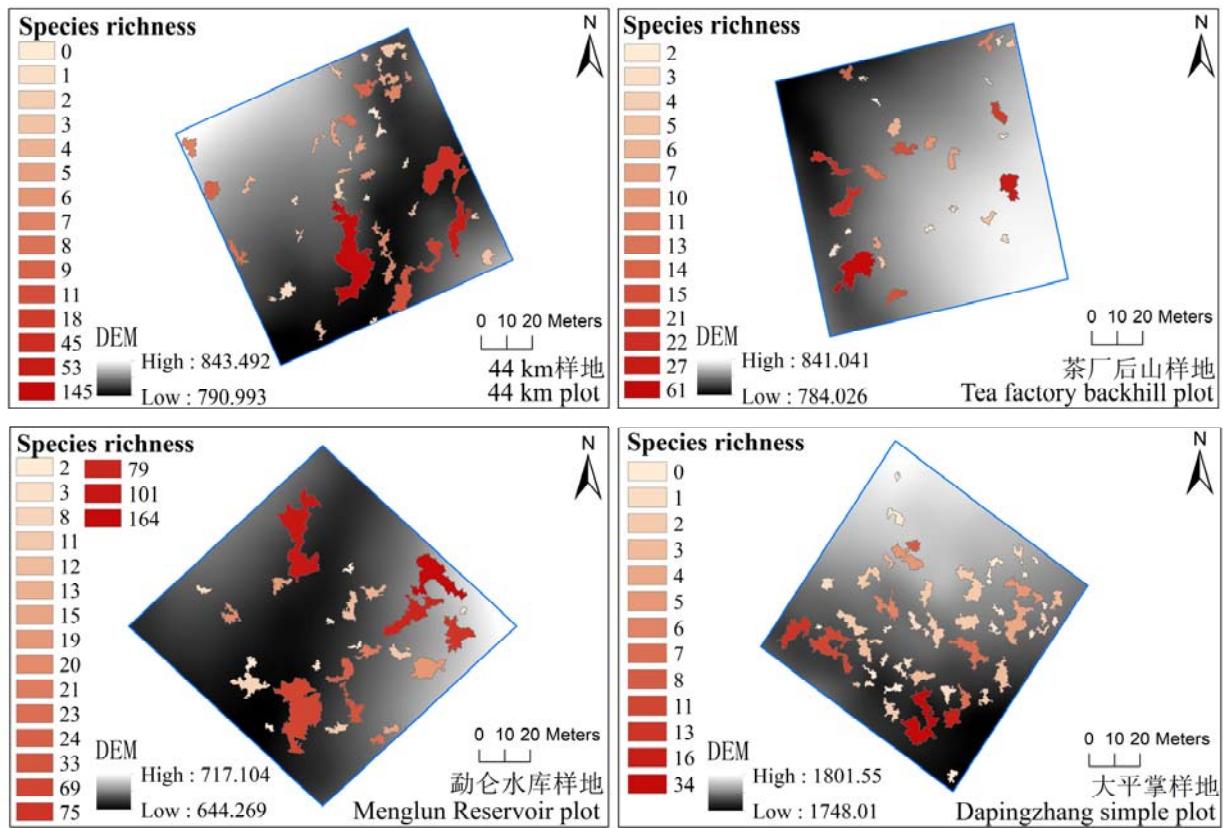 Species richness
0
1
2
3
4
5
6
7
8
9
11
18
45
53
145
DEM
High : 843.492
Low : 790.993
N
0 10 20 Meters
44 km样地
44 km plot
Species richness
2
3
4
5
6
7
10
11
13
14
15
21
22
27
61
DEM
High : 841.041
Low : 784.026
N
0 10 20 Meters
茶厂后山样地
Tea factory backhill plot
Species richness
2
3
8
11
12
13
15
19
20
21
23
24
33
69
75
79
101
164
DEM
High : 717.104
Low : 644.269
N
0 10 20 Meters
勐仑水库样地
Menglun Reservoir plot
Species richness
0
1
2
3
4
5
6
7
8
11
13
16
34
DEM
High : 1801.55
Low : 1748.01
N
0 10 20 Meters
大平掌样地
Dapingzhang simple plot